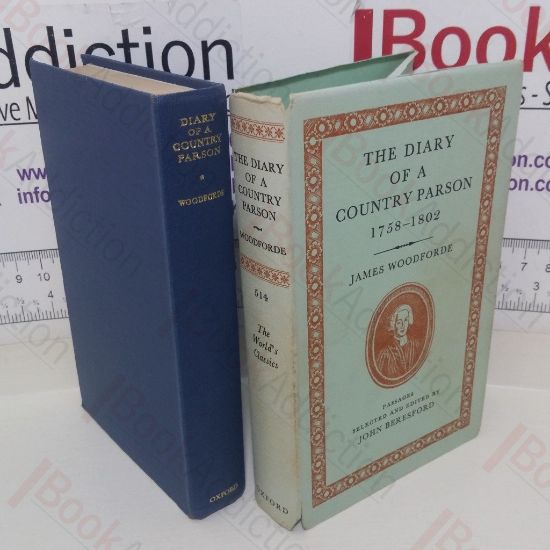 DIARY
OF A
COUNTRY
PARSON
WOODFORDE
OXFORD
THE DIARY
OF A
COUNTRY
PARSON
WOODFORDE
514
The
World's
Classics
OXFORD
THE DIARY
OF A
COUNTRY PARSON
1758–1802
JAMES WOODFORDE
PASSAGES
SELECTED AND EDITED BY
JOHN BERESFORD
ddiction
Book
info